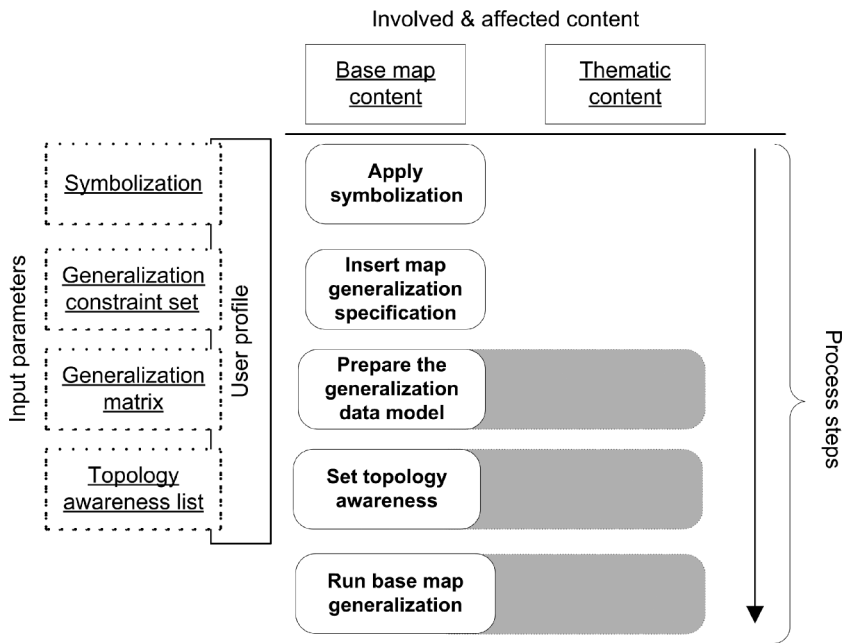 Involved & affected content
Base map
content
Thematic
content
Input parameters
User profile
Symbolization
Generalization
constraint set
Generalization
matrix
Topology
awareness list
Apply
symbolization
Insert map
generalization
specification
Prepare the
generalization
data model
Set topology
awareness
Run base map
generalization
Process steps